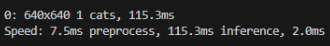 0: 640x640 1 cats, 115.3ms
Speed: 7.5ms preprocess, 115.3ms inference, 2.0ms